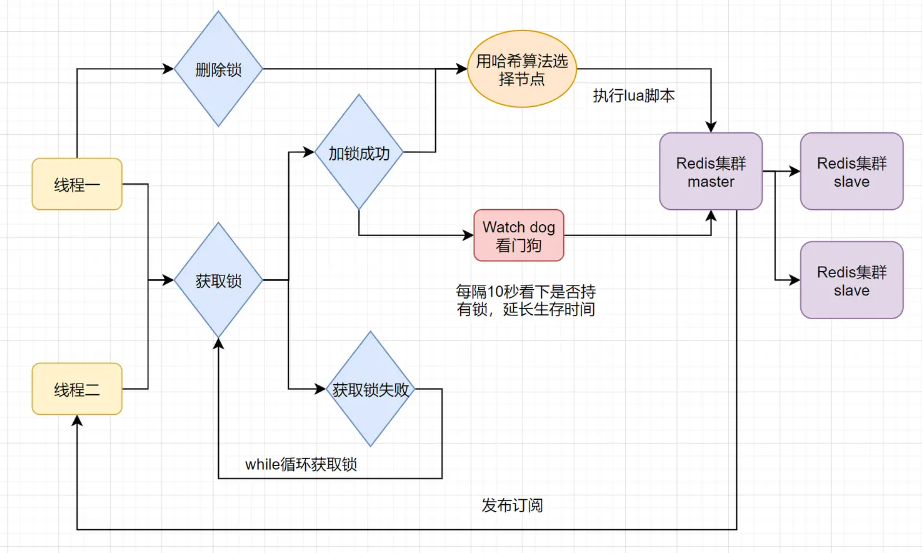 删除锁
用哈希算法选
择节点
执行lua脚本
线程一
加锁成功
Redis集群
master
Redis集群
slave
Watch dog
看门狗
获取锁
Redis集群
slave
每隔10秒看下是否持
有锁，延长生存时间
线程二
获取锁失败
while循环获取锁
发布订阅